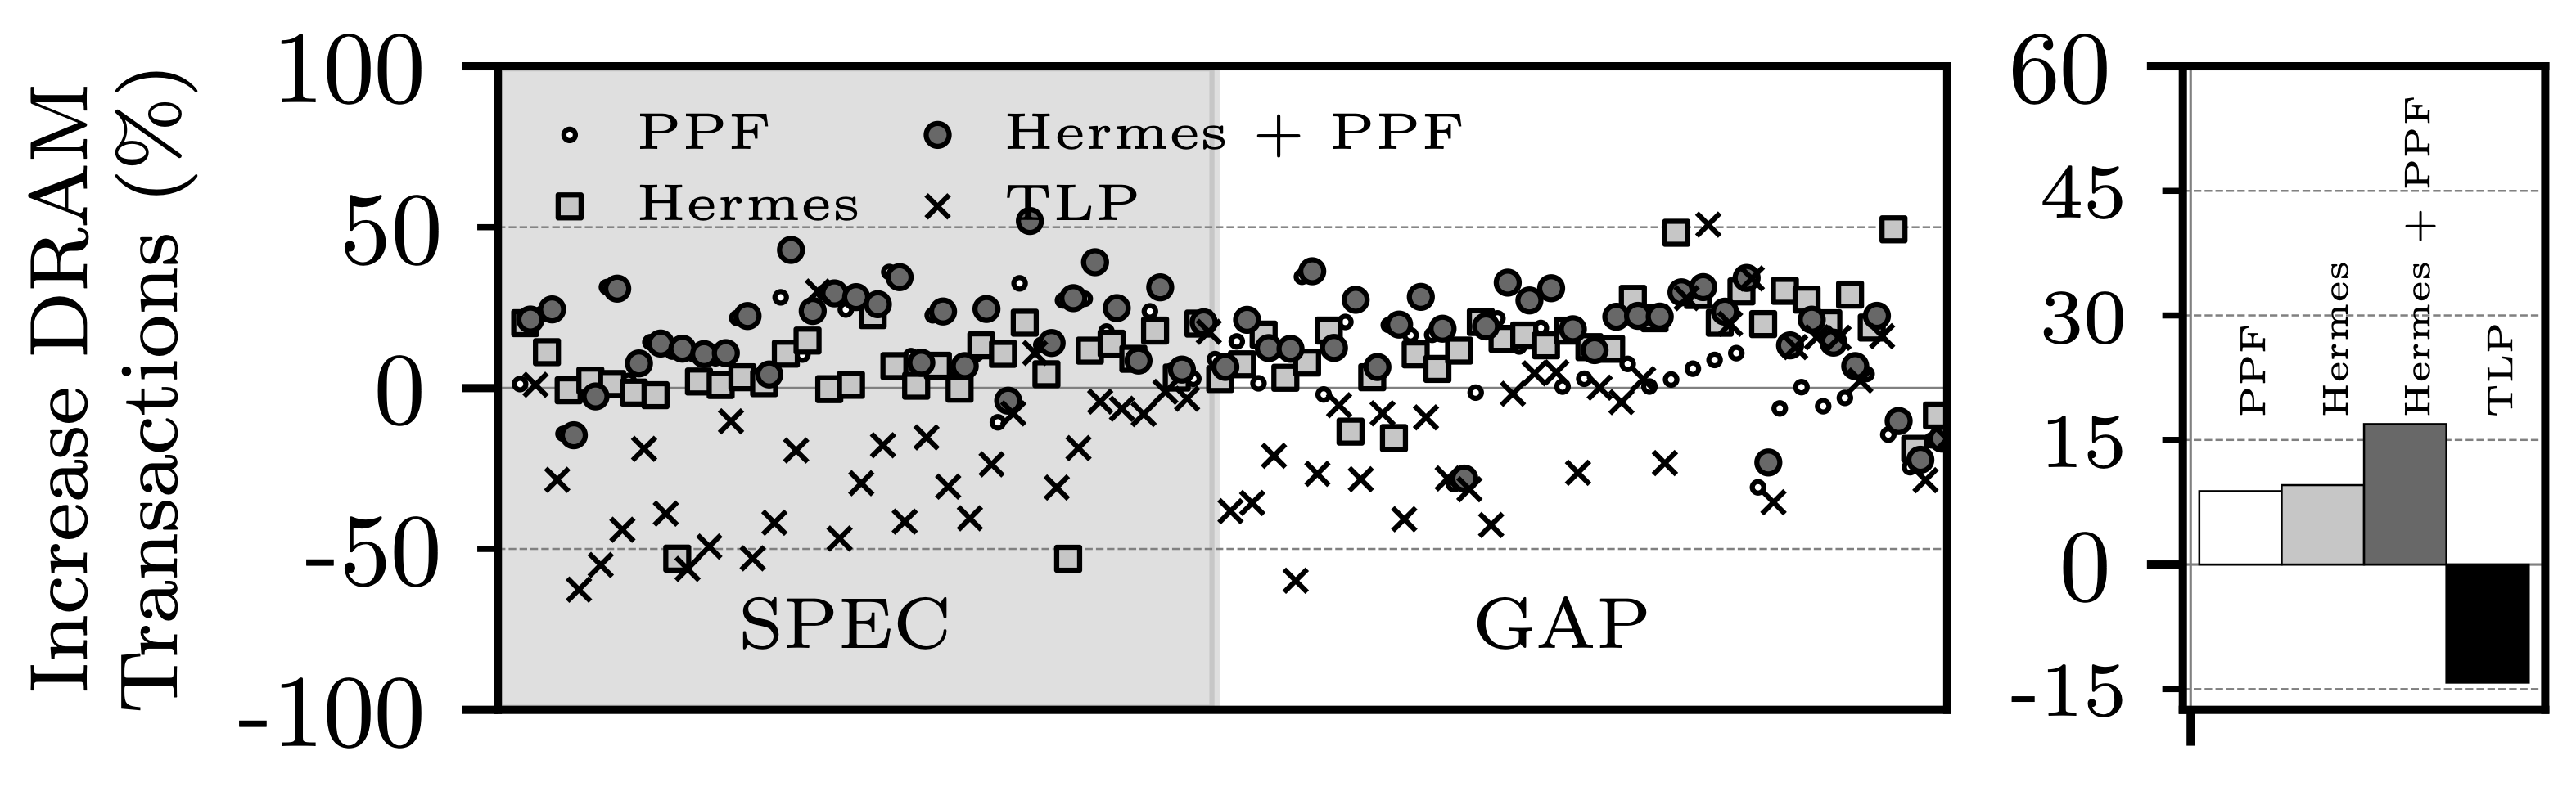 Increase DRAM
Transactions (%)
100
50
0
-50
-100
PPF
Hermes + PPF
Hermes
TLP
SPEC
GAP
60
45
30
15
0
-15
PPF
Hermes
Hermes + PPF
TLP